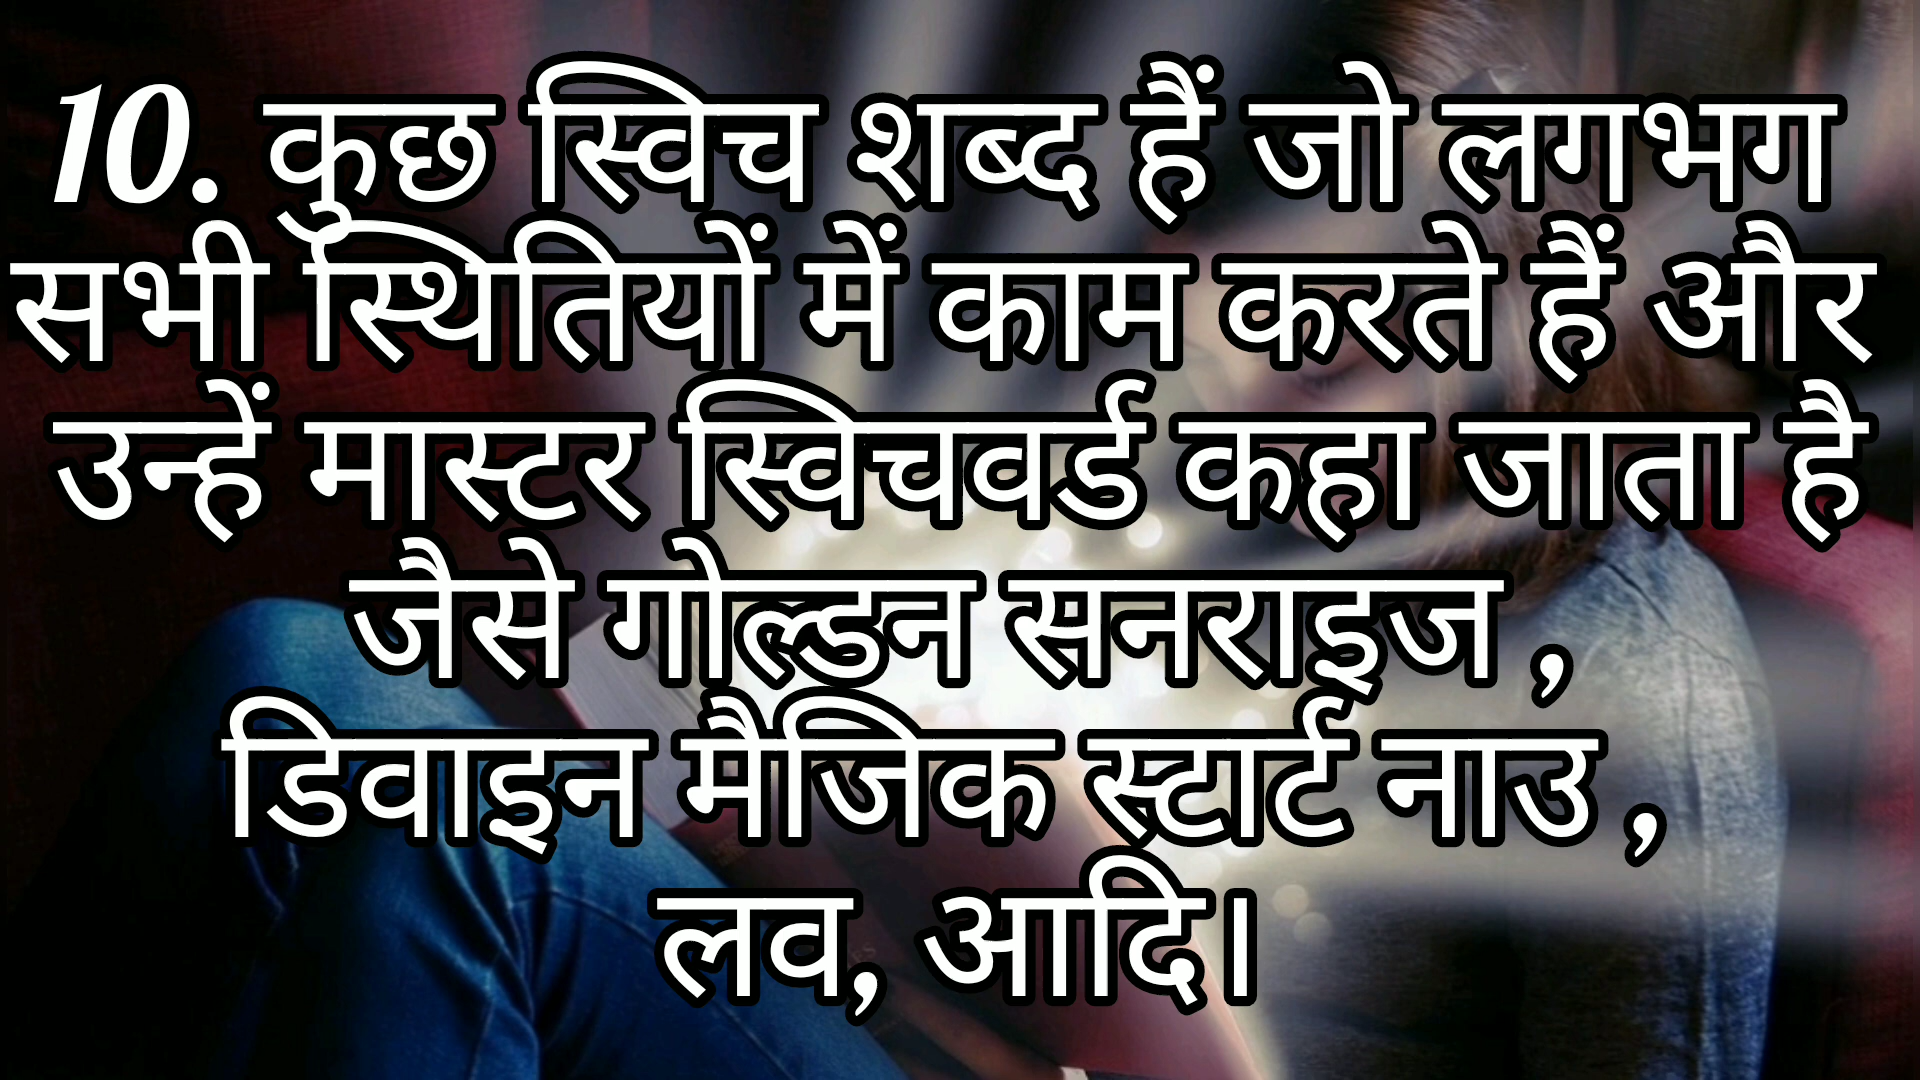 10. कुछ स्विच शब्द हैं जो लगभग
सभी स्थितियों में काम करते हैं और
उन्हें मास्टर स्विचवर्ड कहा जाता है
जैसे गोल्डन सनराइज ,
डिवाइन मैजिक स्टार्ट नाउ ,
लव, आदि।